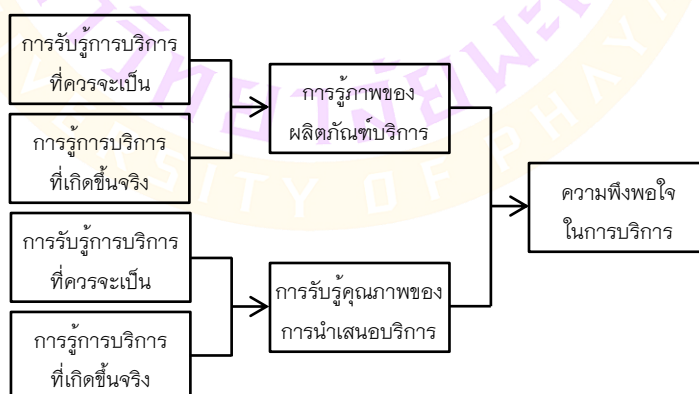 การรับรู้การบริการ
ที่ควรจะเป็น
การรู้การบริการ
ที่เกิดขึ้นจริง
การรู้ภาพของ
ผลิตภัณฑ์บริการ
การรับรู้การบริการ
ที่ควรจะเป็น
การรู้การบริการ
ที่เกิดขึ้นจริง
การรับรู้คุณภาพของ
การนำเสนอบริการ
ความพึงพอใจ
ในการบริการ